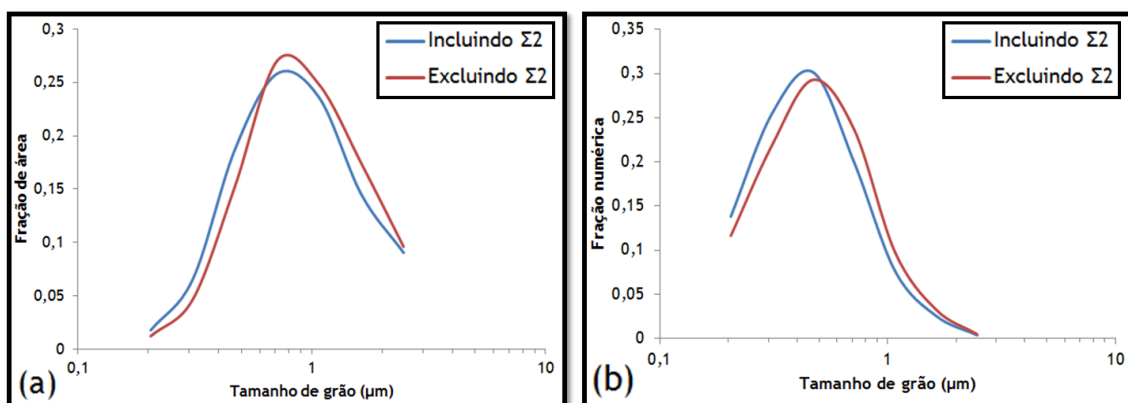 0,3
0,25
0,2
0,15
0,1
0,05
0
Fração de área
Incluindo Σ2
Excluindo Σ2
0,1
1
10
Tamanho de grão (µm)
(a)
0,35
0,3
0,25
0,2
0,15
0,1
0,05
0
Fração numérica
Incluindo Σ2
Excluindo Σ2
0,1
1
10
Tamanho de grão (µm)
(b)